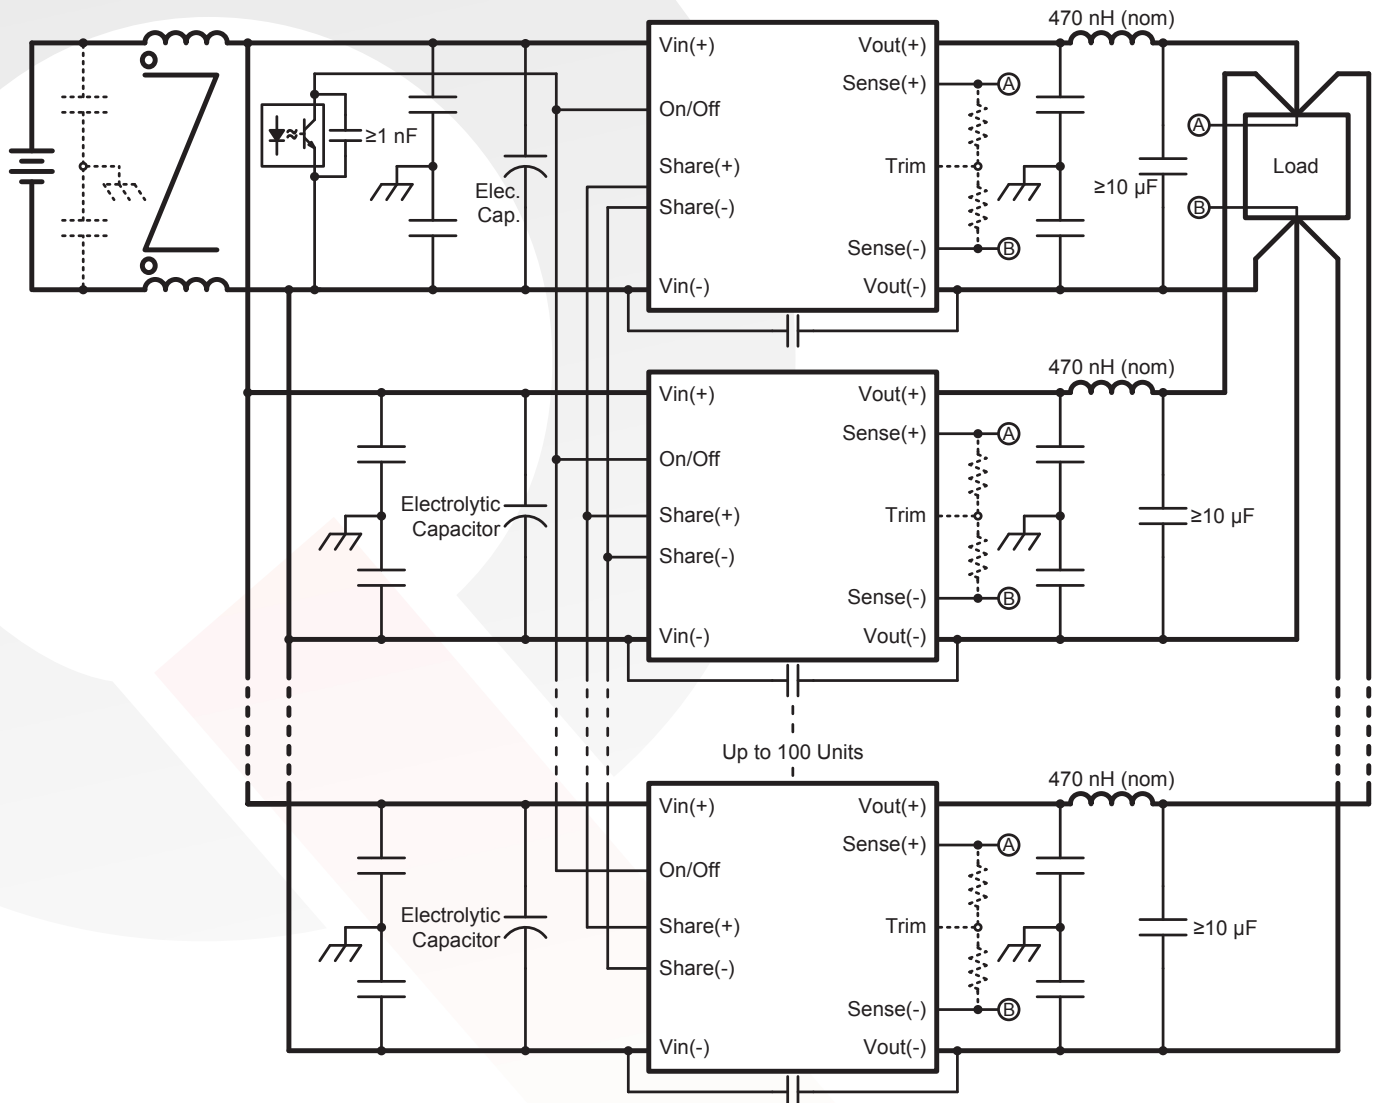 470 nH (nom)
Vin(+)
Vout(+)
Sense(+)
A
On/Off
≥1 nF
Share(+)
Trim
Elec.
Cap.
Share(-)
≥10 µF
A
Load
B
Sense(-)
B
Vin(-)
Vout(-)
470 nH (nom)
Vin(+)
Vout(+)
Sense(+)
A
On/Off
Electrolytic
Capacitor
Share(+)
Trim
≥10 µF
Share(-)
Sense(-)
B
Vin(-)
Vout(-)
Up to 100 Units
470 nH (nom)
Vin(+)
Vout(+)
Sense(+)
A
On/Off
Electrolytic
Capacitor
Share(+)
Trim
≥10 µF
Share(-)
Sense(-)
B
Vin(-)
Vout(-)